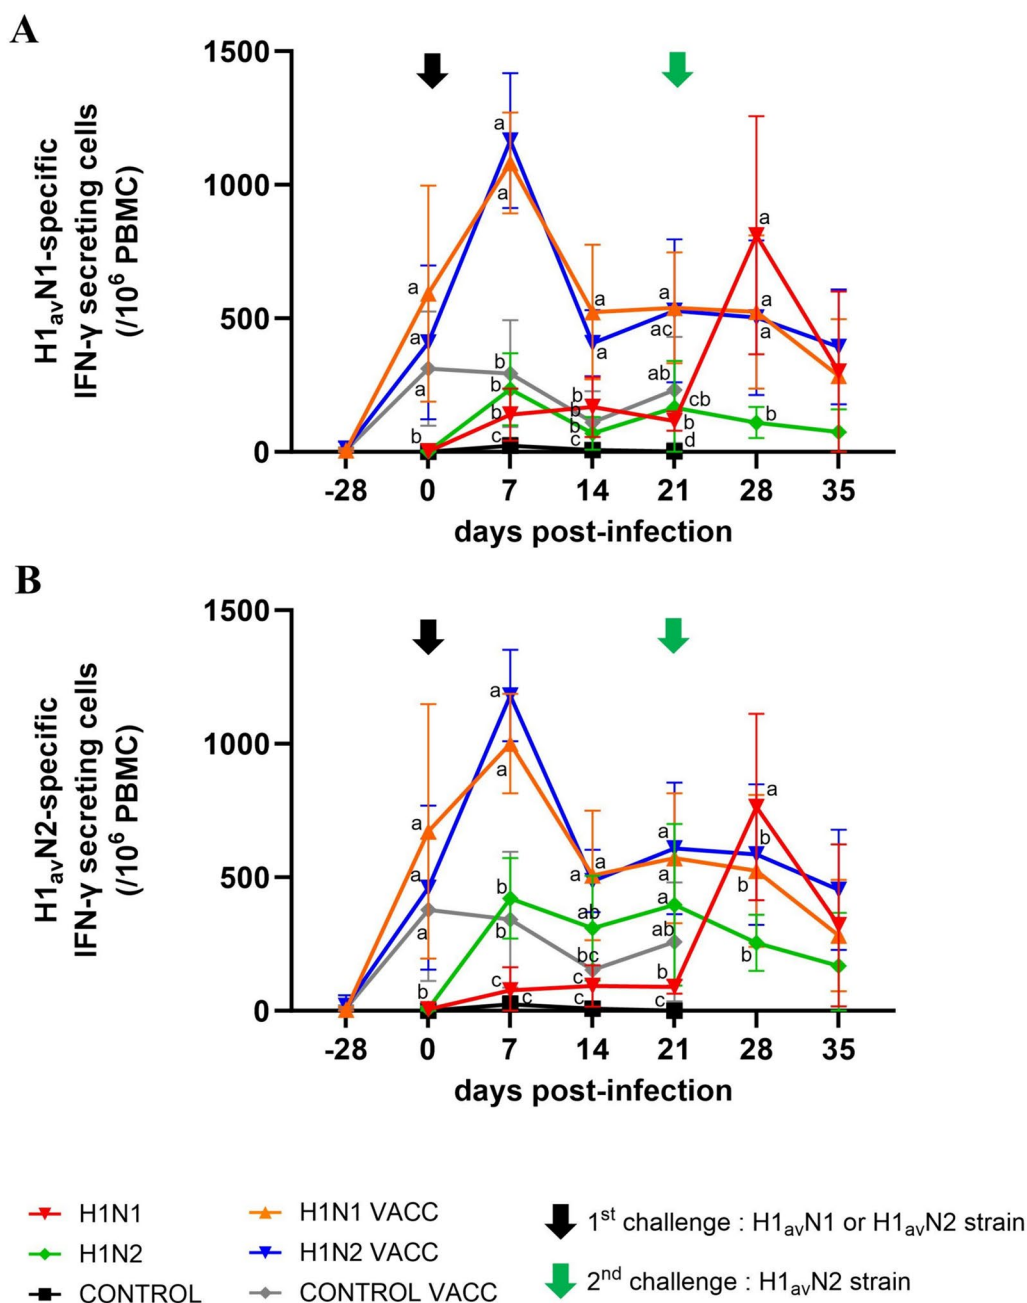 A
H1avN1-specific
IFN-γ secreting cells
(/10⁶ PBMC)
1500
1000
500
0
a
a
a
a
a
b
a
a
b
b
b
c
a
a
b
b
b
c
a
ac
ab
cb
b
d
a
a
a
b
-28 0 7 14 21 28 35
days post-infection
B
H1avN2-specific
IFN-γ secreting cells
(/10⁶ PBMC)
1500
1000
500
0
a
a
a
b
a
a
b
b
c
c
a
a
ab
bc
c
c
a
a
a
ab
b
c
a
b
b
b
-28 0 7 14 21 28 35
days post-infection
H1N1
H1N2
CONTROL
H1N1 VACC
H1N2 VACC
CONTROL VACC
1st challenge : H1avN1 or H1avN2 strain
2nd challenge : H1avN2 strain